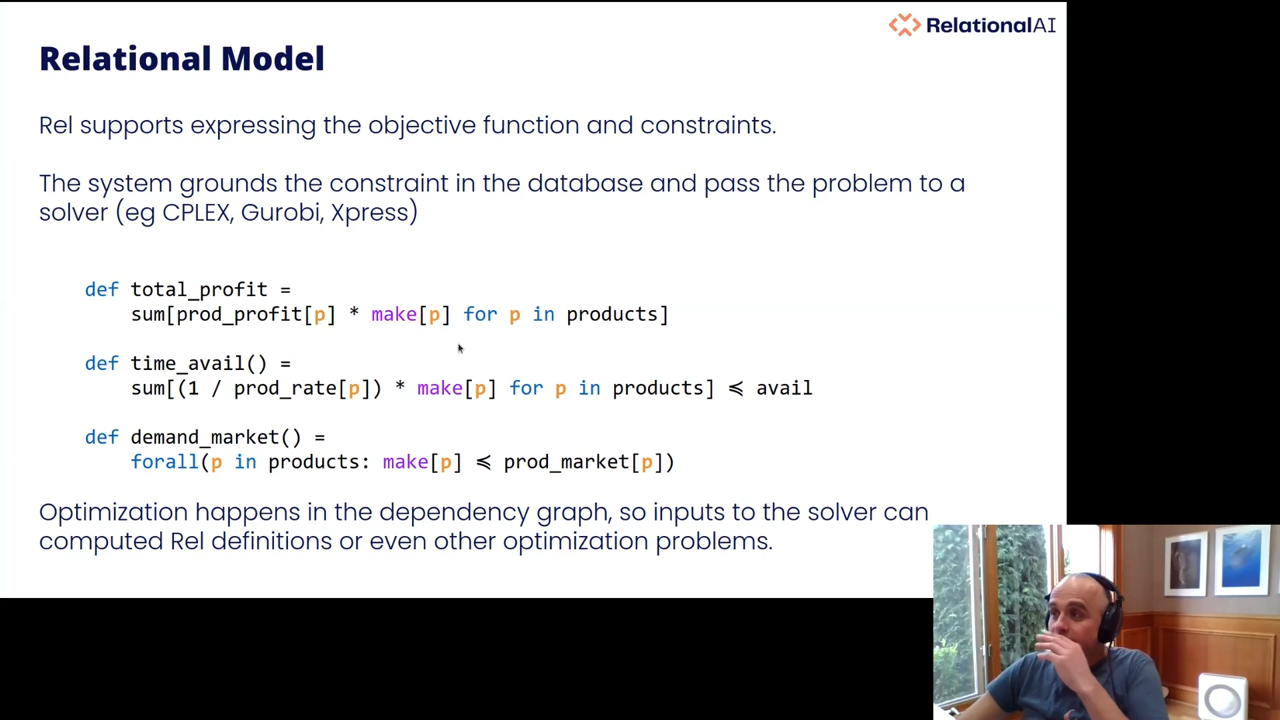 RelationalAI
Relational Model
Rel supports expressing the objective function and constraints.
The system grounds the constraint in the database and pass the problem to a
solver (eg CPLEX, Gurobi, Xpress)
def total_profit =
sum[prod_profit[p] * make[p] for p in products]
def time_avail() =
sum[(1 / prod_rate[p]) * make[p] for p in products] ≼ avail
def demand_market() =
forall(p in products: make[p] ≼ prod_market[p])
Optimization happens in the dependency graph, so inputs to the solver can
computed Rel definitions or even other optimization problems.